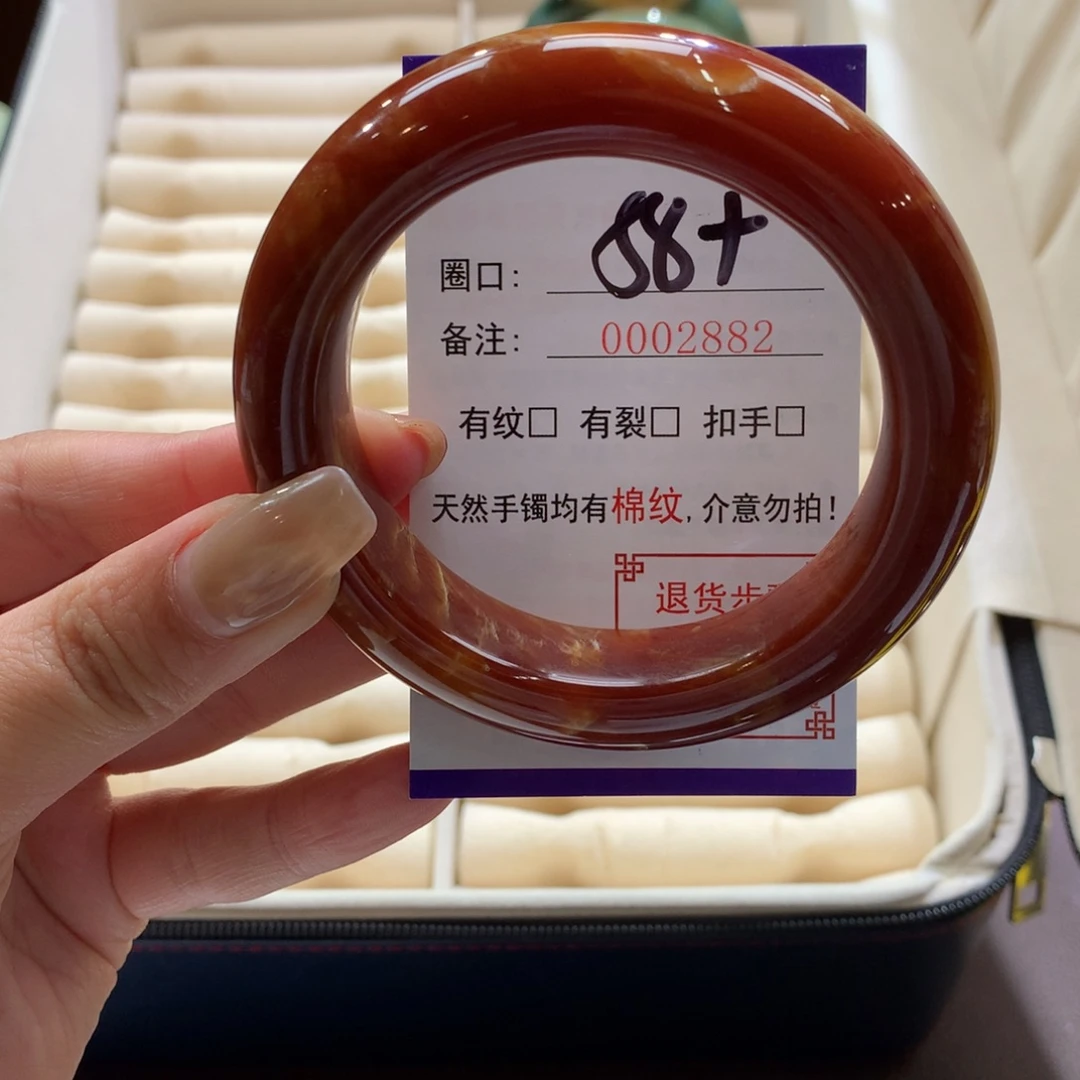 圈口: 58+
备注: 0002882
有纹□ 有裂□ 扣手□
天然手镯均有棉纹, 介意勿拍!
退货步